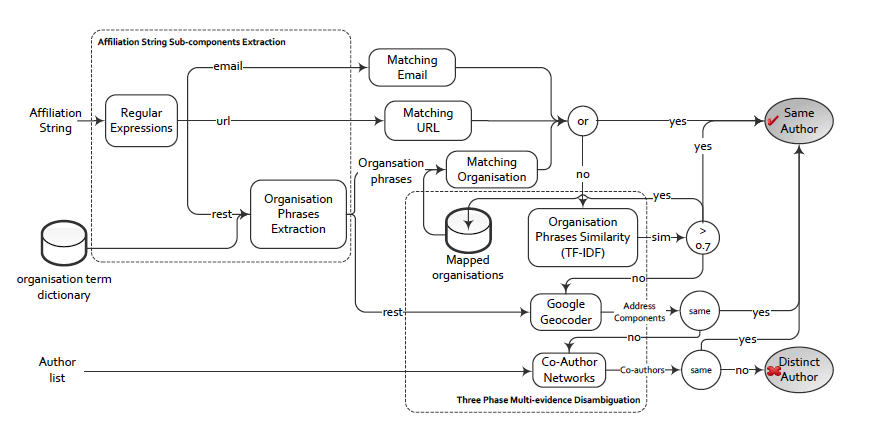 Affiliation String Sub-components Extraction
email
Matching
Email
Affiliation
String
Regular
Expressions
url
Matching
URL
or
yes
Same
Author
yes
Organsation
phrases
Matching
Organisation
no
rest
Organisation
Phrases
Extraction
yes
Mapped
organisations
Organisation
Phrases Similarity
(TF-IDF)
sim
>
0.7
organisation term
dictionary
no
rest
Google
Geocoder
Address
Components
same
yes
no
yes
Author
list
Co-Author
Networks
Co-authors
same
no
Distinct
Author
Three Phase Multi-evidence Disambiguation